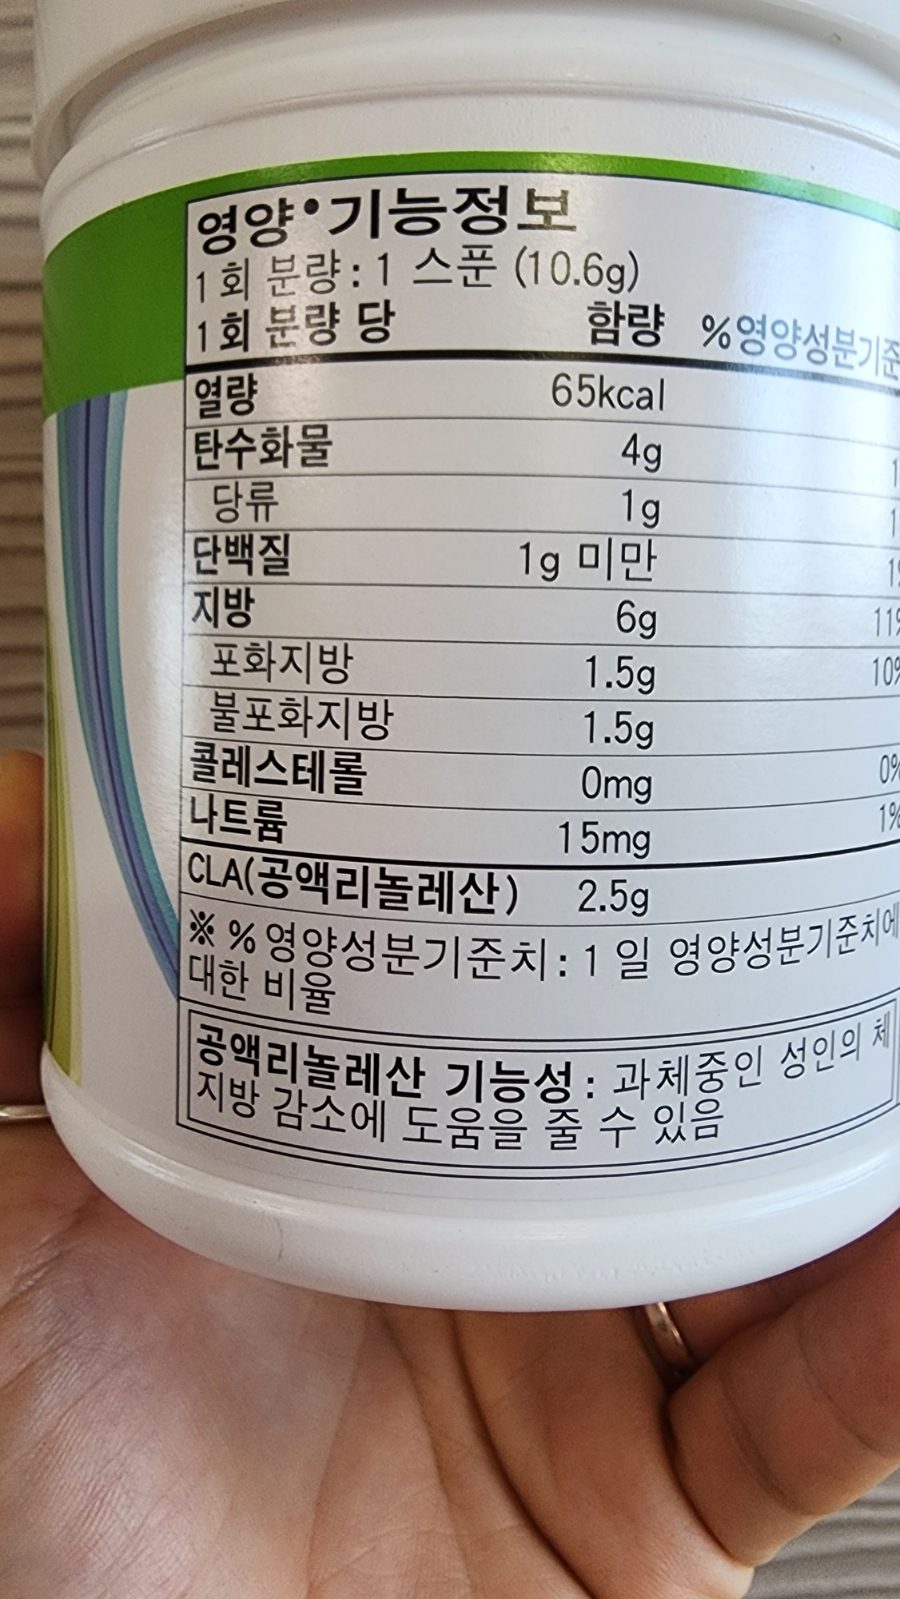 영양•기능정보
1회 분량: 1 스푼 (10.6g)
1회 분량 당 함량 %영양성분기준
열량 65kcal
탄수화물 4g 1
당류 1g 1
단백질 1g 미만 1%
지방 6g 11%
포화지방 1.5g 10%
불포화지방 1.5g
콜레스테롤 0mg 0%
나트륨 15mg 1%
CLA(공액리놀레산) 2.5g
※ %영양성분기준치: 1일 영양성분기준치에
대한 비율
공액리놀레산 기능성: 과체중인 성인의 체
지방 감소에 도움을 줄 수 있음